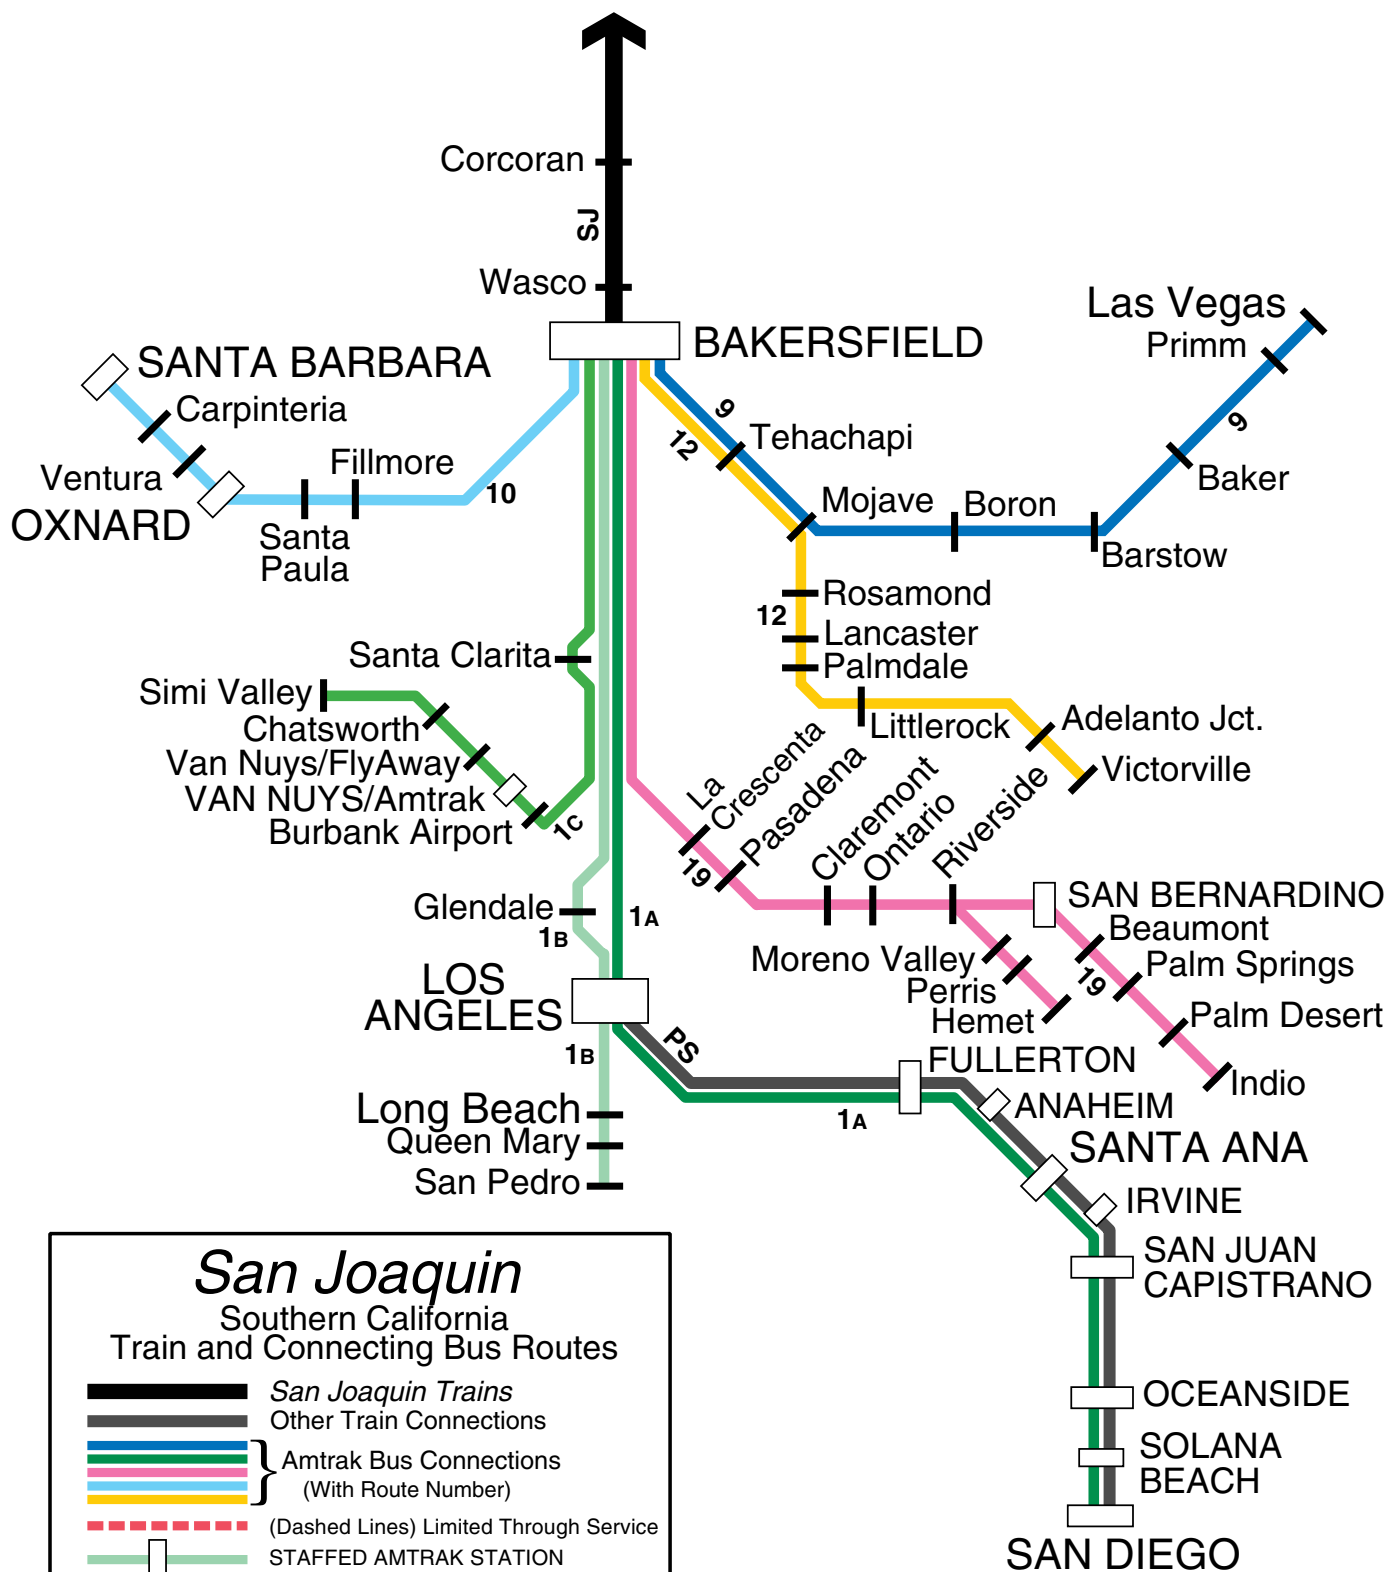 Corcoran
SJ
Wasco
Las Vegas
Primm
BAKERSFIELD
SANTA BARBARA
Carpinteria
9
9
12
Tehachapi
Ventura
Fillmore
10
Baker
OXNARD
Mojave
Boron
Santa
Paula
Barstow
Rosamond
12
Lancaster
Palmdale
Santa Clarita
Simi Valley
Chatsworth
Van Nuys/FlyAway
VAN NUYS/Amtrak
Burbank Airport
1C
Littlerock
Adelanto Jct.
Victorville
La
Crescenta
Pasadena
Claremont
Ontario
Riverside
19
SAN BERNARDINO
Beaumont
Palm Springs
19
Palm Desert
Indio
Moreno Valley
Perris
Hemet
Glendale
1B
1A
LOS
ANGELES
1B
PS
FULLERTON
1A
ANAHEIM
SANTA ANA
IRVINE
Long Beach
Queen Mary
San Pedro
SAN JUAN
CAPISTRANO
OCEANSIDE
SOLANA
BEACH
SAN DIEGO
San Joaquin
Southern California
Train and Connecting Bus Routes
San Joaquin Trains
Other Train Connections
Amtrak Bus Connections
(With Route Number)
(Dashed Lines) Limited Through Service
STAFFED AMTRAK STATION